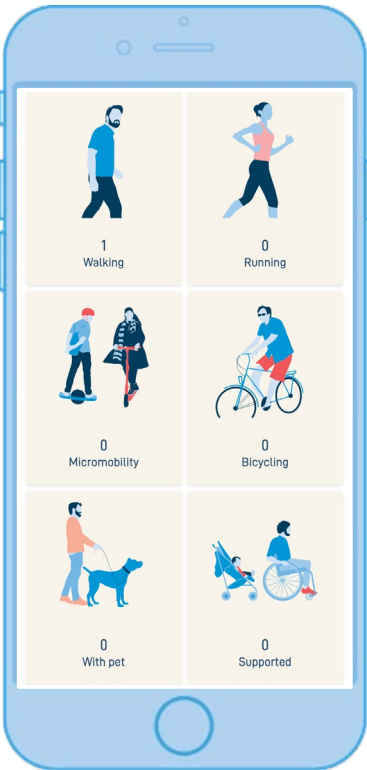 1
Walking
0
Running
0
Micromobility
0
Bicycling
0
With pet
0
Supported